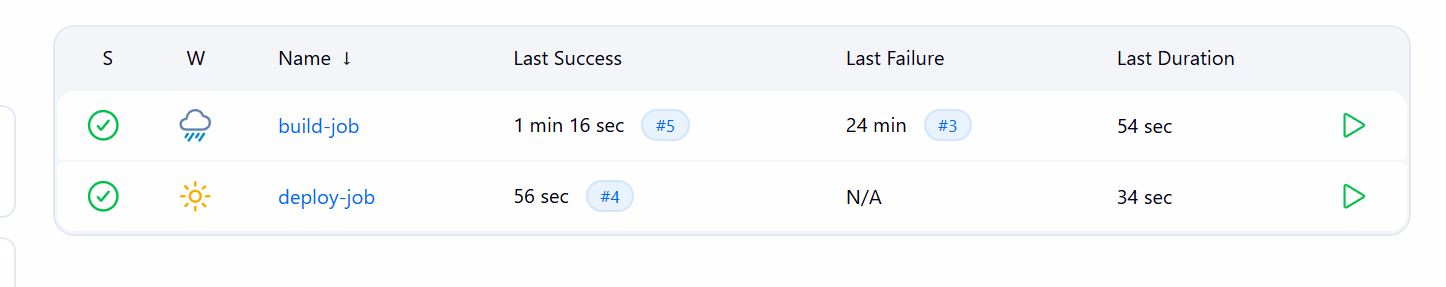 S W Name ↓ Last Success Last Failure Last Duration
build-job 1 min 16 sec #5 24 min #3 54 sec
deploy-job 56 sec #4 N/A 34 sec